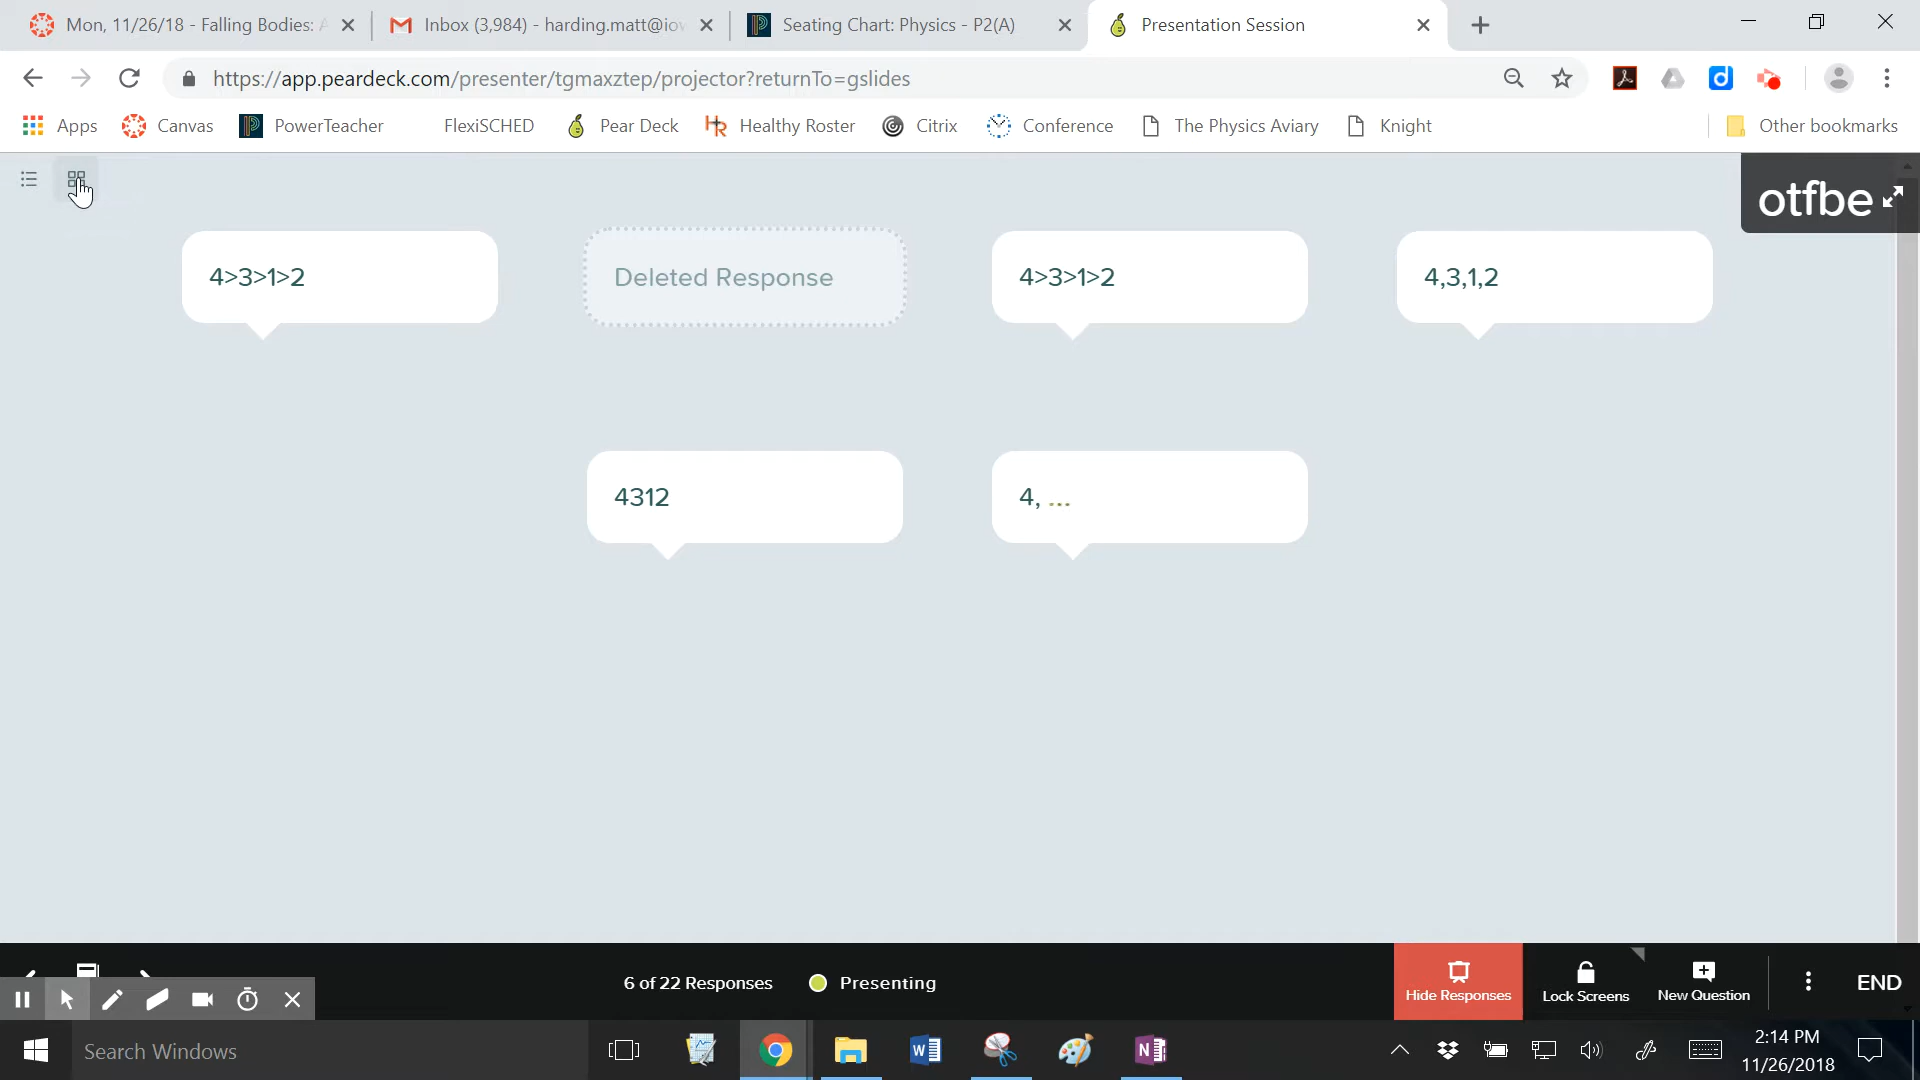 Mon, 11/26/18 - Falling Bodies: A
Inbox (3,984) - harding.matt@iow
Seating Chart: Physics - P2(A)
Presentation Session
https://app.peardeck.com/presenter/tgmaxztep/projector?returnTo=gslides
Apps
Canvas
PowerTeacher
FlexiSCHED
Pear Deck
Healthy Roster
Citrix
Conference
The Physics Aviary
Knight
Other bookmarks
otfbe
4>3>1>2
Deleted Response
4>3>1>2
4,3,1,2
4312
4, ...
6 of 22 Responses
Presenting
Hide Responses
Lock Screens
New Question
END
Search Windows
2:14 PM
11/26/2018